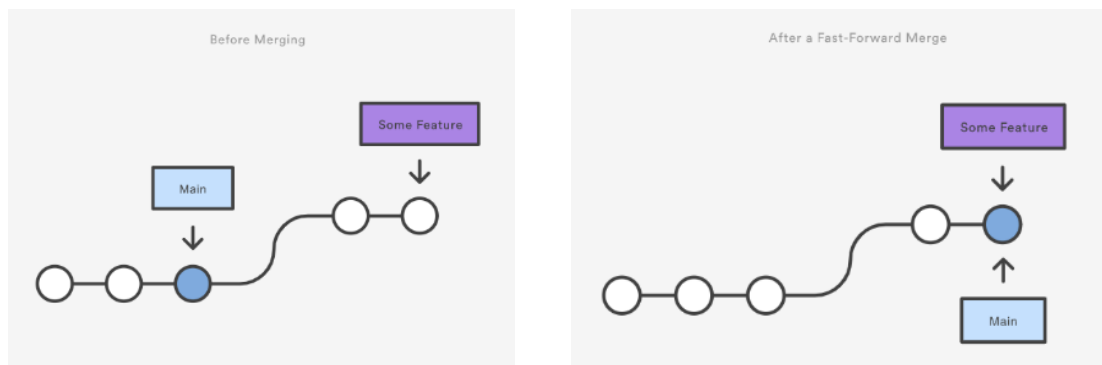 Before Merging
Some Feature
Main
After a Fast-Forward Merge
Some Feature
Main